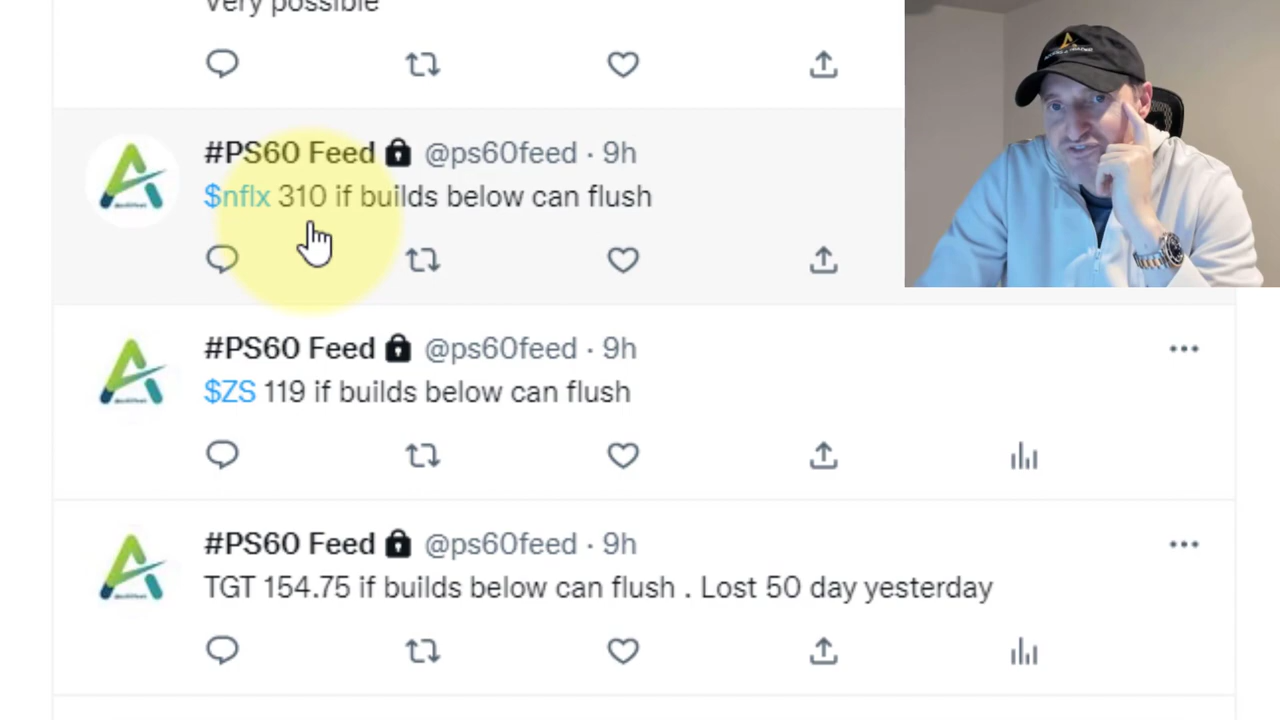 Very possible
#PS60 Feed @ps60feed · 9h
$nflx 310 if builds below can flush
#PS60 Feed @ps60feed · 9h
$ZS 119 if builds below can flush
#PS60 Feed @ps60feed · 9h
TGT 154.75 if builds below can flush . Lost 50 day yesterday